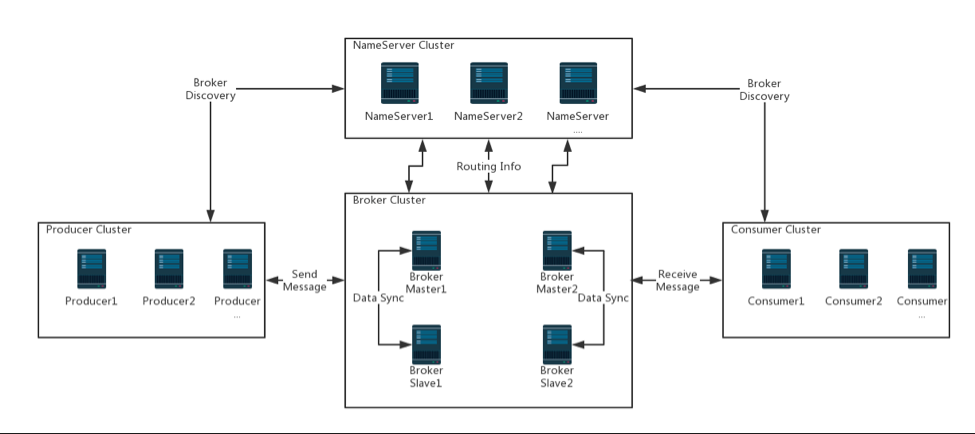 NameServer Cluster
NameServer1
NameServer2
NameServer
....
Broker
Discovery
Broker
Discovery
Routing Info
Producer Cluster
Producer1
Producer2
Producer
...
Send
Message
Broker Cluster
Broker
Master1
Broker
Master2
Data Sync
Data Sync
Broker
Slave1
Broker
Slave2
Receive
Message
Consumer Cluster
Consumer1
Consumer2
Consumer
...